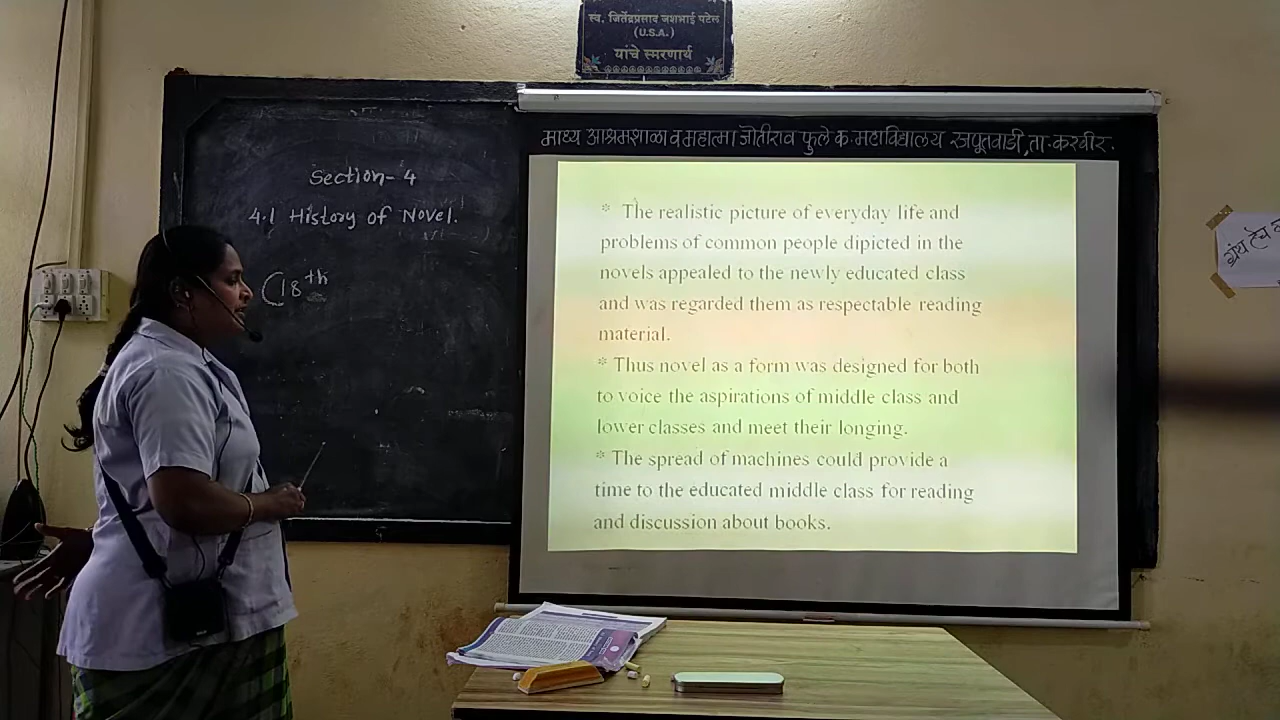 स्व. जितेंद्रप्रसाद जशभाई पटेल
(U.S.A.)
यांचे स्मरणार्थ
माध्य आश्रमशाळा व महात्मा जोतीराव फुले क. महाविद्यालय रजपूतवाडी, ता. करवीर.
Section-4
4.1 History of Novel.
(18th
* The realistic picture of everyday life and
problems of common people dipicted in the
novels appealed to the newly educated class
and was regarded them as respectable reading
material.
* Thus novel as a form was designed for both
to voice the aspirations of middle class and
lower classes and meet their longing.
* The spread of machines could provide a
time to the educated middle class for reading
and discussion about books.
ग्रंथ हेच